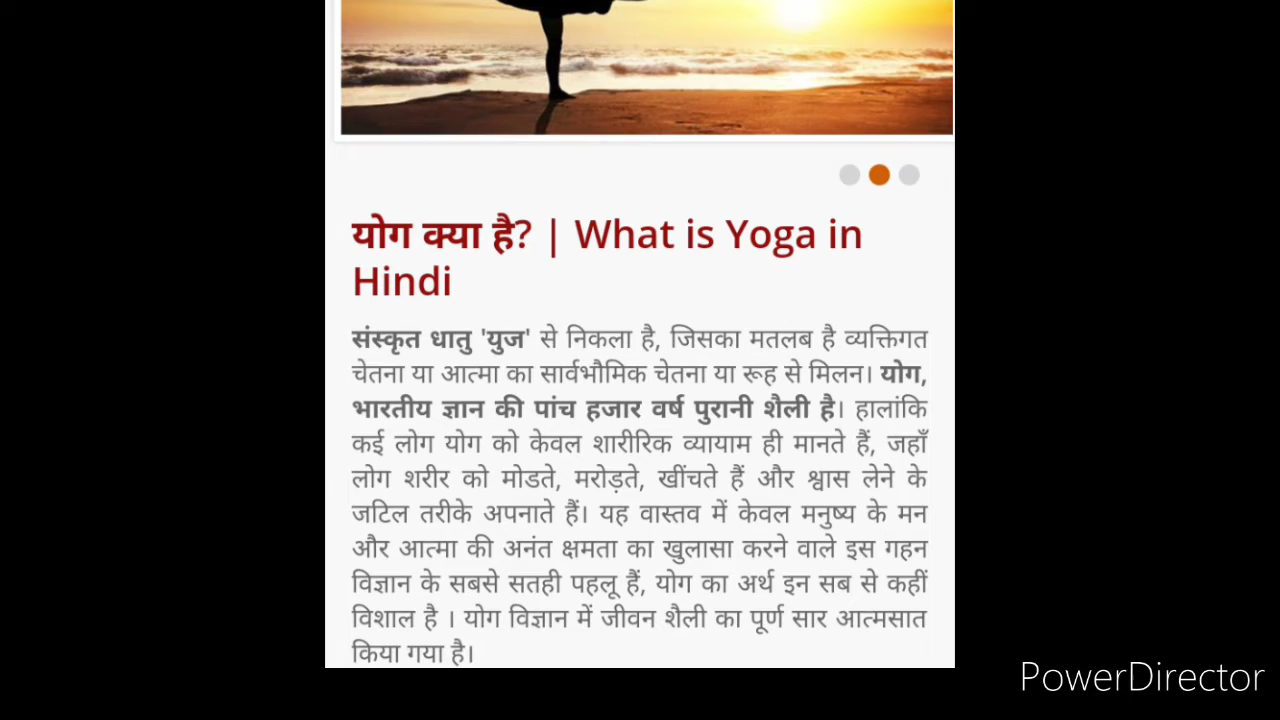 योग क्या है? | What is Yoga in
Hindi
संस्कृत धातु 'युज' से निकला है, जिसका मतलब है व्यक्तिगत
चेतना या आत्मा का सार्वभौमिक चेतना या रूह से मिलन। योग,
भारतीय ज्ञान की पांच हजार वर्ष पुरानी शैली है। हालांकि
कई लोग योग को केवल शारीरिक व्यायाम ही मानते हैं, जहाँ
लोग शरीर को मोडते, मरोड़ते, खींचते हैं और श्वास लेने के
जटिल तरीके अपनाते हैं। यह वास्तव में केवल मनुष्य के मन
और आत्मा की अनंत क्षमता का खुलासा करने वाले इस गहन
विज्ञान के सबसे सतही पहलू हैं, योग का अर्थ इन सब से कहीं
विशाल है । योग विज्ञान में जीवन शैली का पूर्ण सार आत्मसात
किया गया है।
PowerDirector